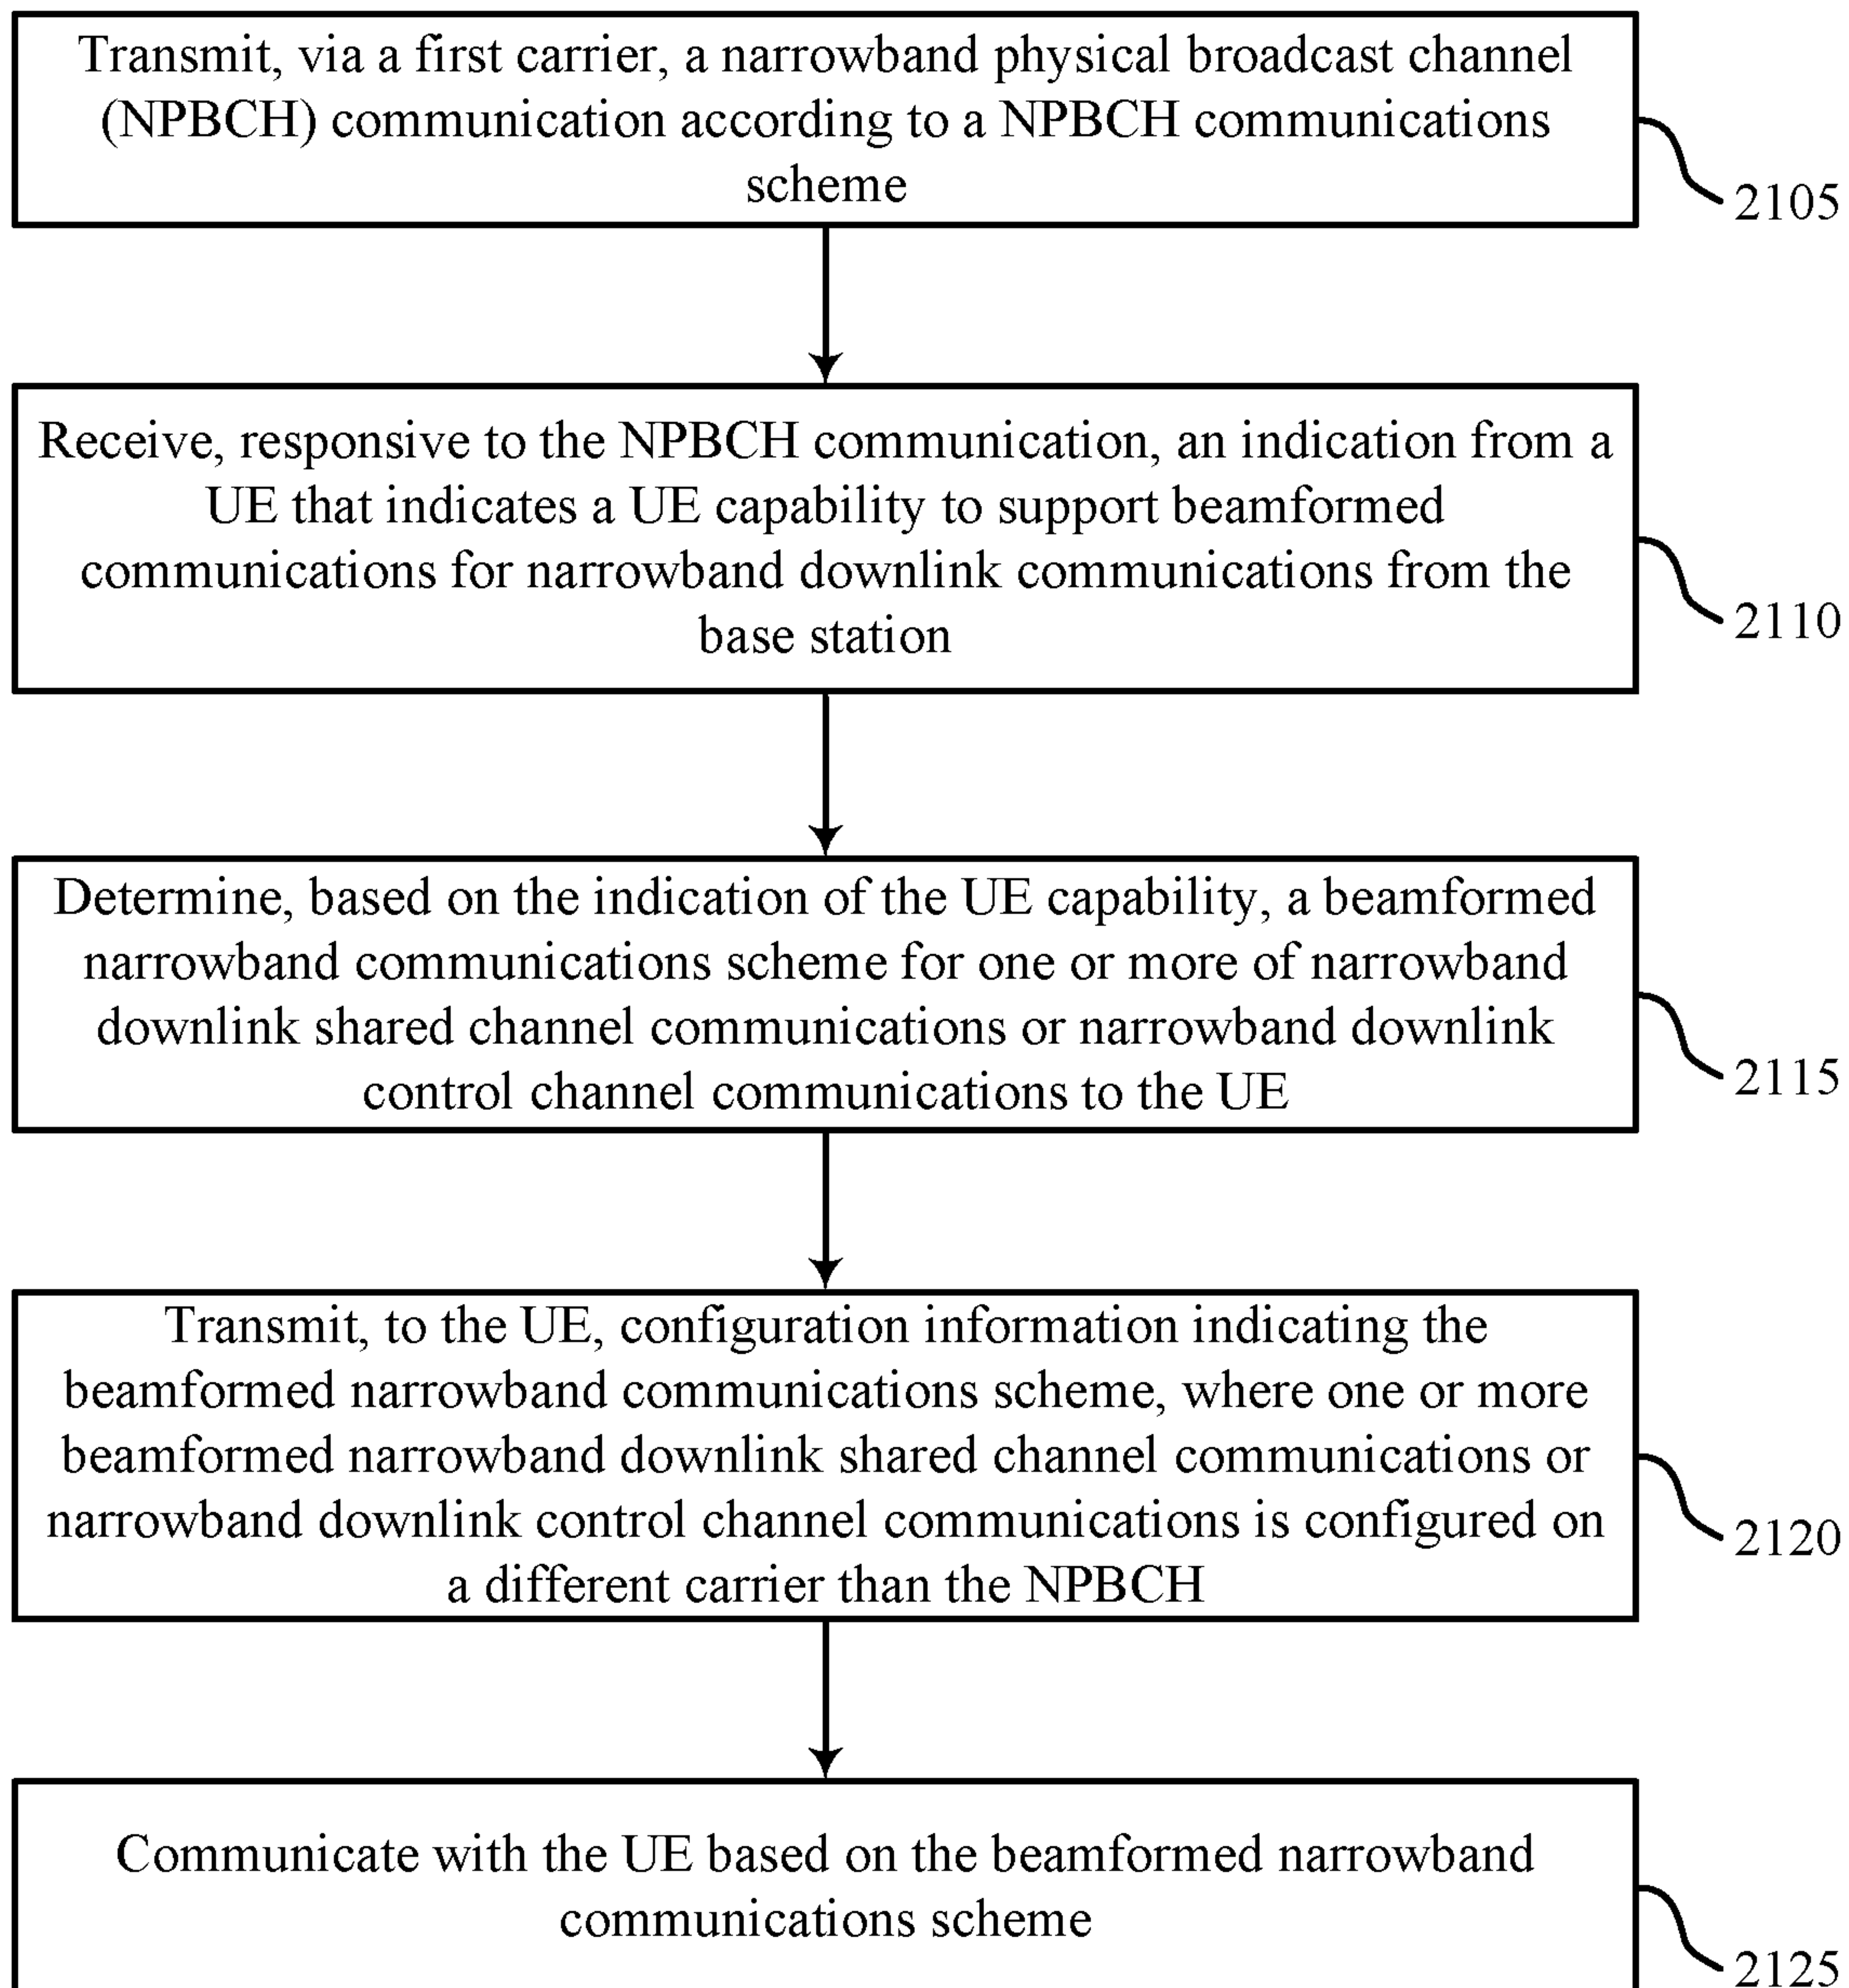 Transmit, via a first carrier, a narrowband physical broadcast channel
(NPBCH) communication according to a NPBCH communications
scheme
2105
Receive, responsive to the NPBCH communication, an indication from a
UE that indicates a UE capability to support beamformed
communications for narrowband downlink communications from the
base station
2110
Determine, based on the indication of the UE capability, a beamformed
narrowband communications scheme for one or more of narrowband
downlink shared channel communications or narrowband downlink
control channel communications to the UE
2115
Transmit, to the UE, configuration information indicating the
beamformed narrowband communications scheme, where one or more
beamformed narrowband downlink shared channel communications or
narrowband downlink control channel communications is configured on
a different carrier than the NPBCH
2120
Communicate with the UE based on the beamformed narrowband
communications scheme
2125